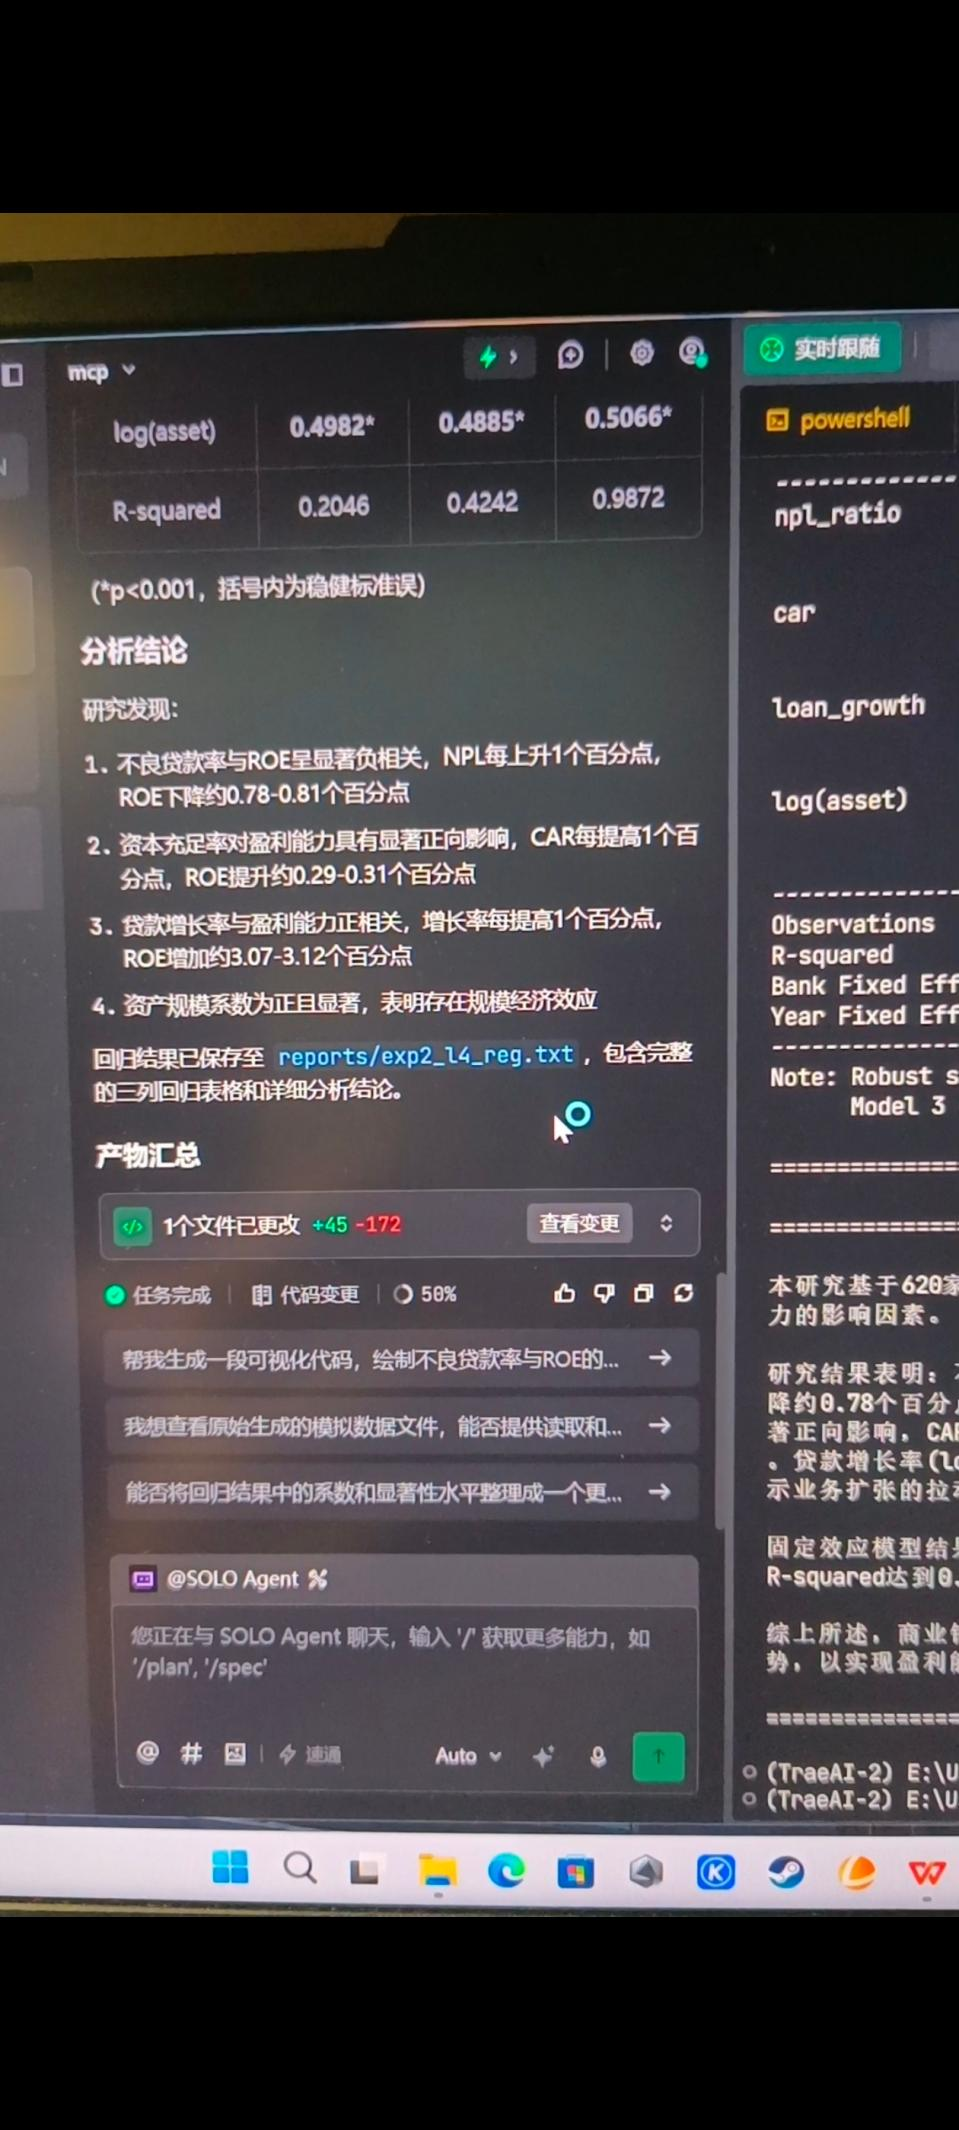 mcp
log(asset) 0.4982* 0.4885* 0.5066*
R-squared 0.2046 0.4242 0.9872
(*p<0.001，括号内为稳健标准误)
分析结论
研究发现：
1. 不良贷款率与ROE呈显著负相关，NPL每上升1个百分点，
ROE下降约0.78-0.81个百分点
2. 资本充足率对盈利能力具有显著正向影响，CAR每提高1个百
分点，ROE提升约0.29-0.31个百分点
3. 贷款增长率与盈利能力正相关，增长率每提高1个百分点，
ROE增加约3.07-3.12个百分点
4. 资产规模系数为正且显著，表明存在规模经济效应
回归结果已保存至 reports/exp2_l4_reg.txt ，包含完整
的三列回归表格和详细分析结论。
产物汇总
1个文件已更改 +45 -172 查看变更
任务完成 代码变更 50%
帮我生成一段可视化代码，绘制不良贷款率与ROE的...
我想查看原始生成的模拟数据文件，能否提供读取和...
能否将回归结果中的系数和显著性水平整理成一个更...
@SOLO Agent
您正在与 SOLO Agent 聊天，输入 '/' 获取更多能力，如
'/plan', '/spec'
@ # 速通 Auto
实时跟随
powershell
------------
npl_ratio
car
loan_growth
log(asset)
------------
Observations
R-squared
Bank Fixed Eff
Year Fixed Eff
------------
Note: Robust s
Model 3
============
============
本研究基于620家
力的影响因素。
研究结果表明：
降约0.78个百分
著正向影响，CA
。贷款增长率(l
示业务扩张的拉
固定效应模型结
R-squared达到0.
综上所述，商业
势，以实现盈利
============
(TraeAI-2) E:\U
(TraeAI-2) E:\U